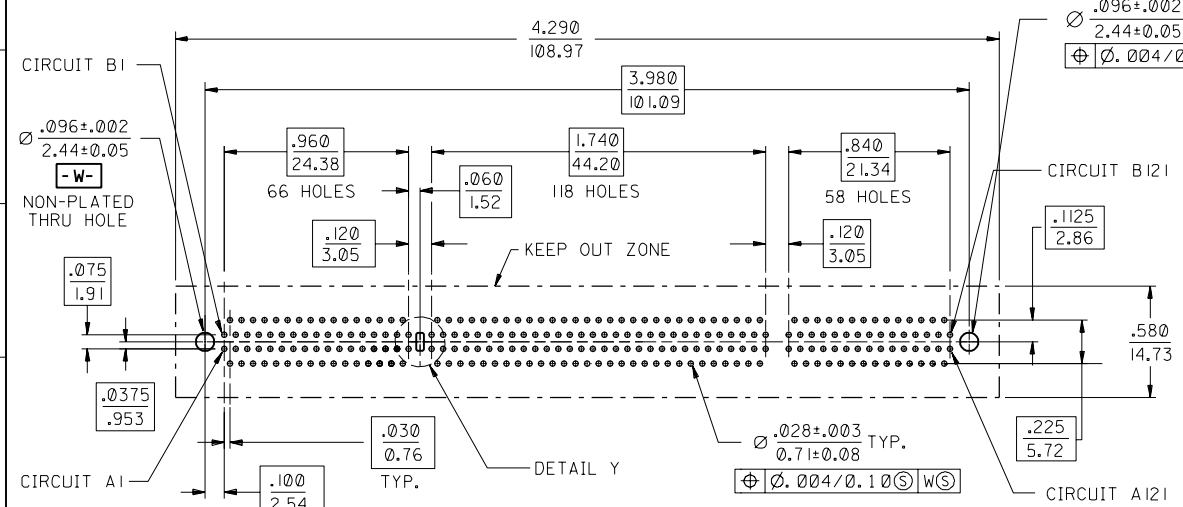 .096±.002
Ø 2.44±0.05
⌖ Ø.004/0
4.290
108.97
CIRCUIT B1
3.980
101.09
Ø .096±.002
2.44±0.05
-W-
NON-PLATED
THRU HOLE
.960
24.38
66 HOLES
1.740
44.20
118 HOLES
.840
21.34
58 HOLES
CIRCUIT B121
.060
1.52
.1125
2.86
.120
3.05
KEEP OUT ZONE
.120
3.05
.075
1.91
.580
14.73
.0375
.953
.030
0.76
TYP.
Ø .028±.003 TYP.
0.71±0.08
.225
5.72
DETAIL Y
⌖ Ø.004/0.10Ⓢ WⓈ
CIRCUIT A1
.100
2.54
CIRCUIT A121